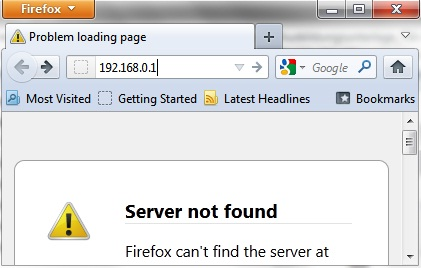 Firefox
Problem loading page
192.168.0.1
Google
Most Visited
Getting Started
Latest Headlines
Bookmarks
Server not found
Firefox can't find the server at